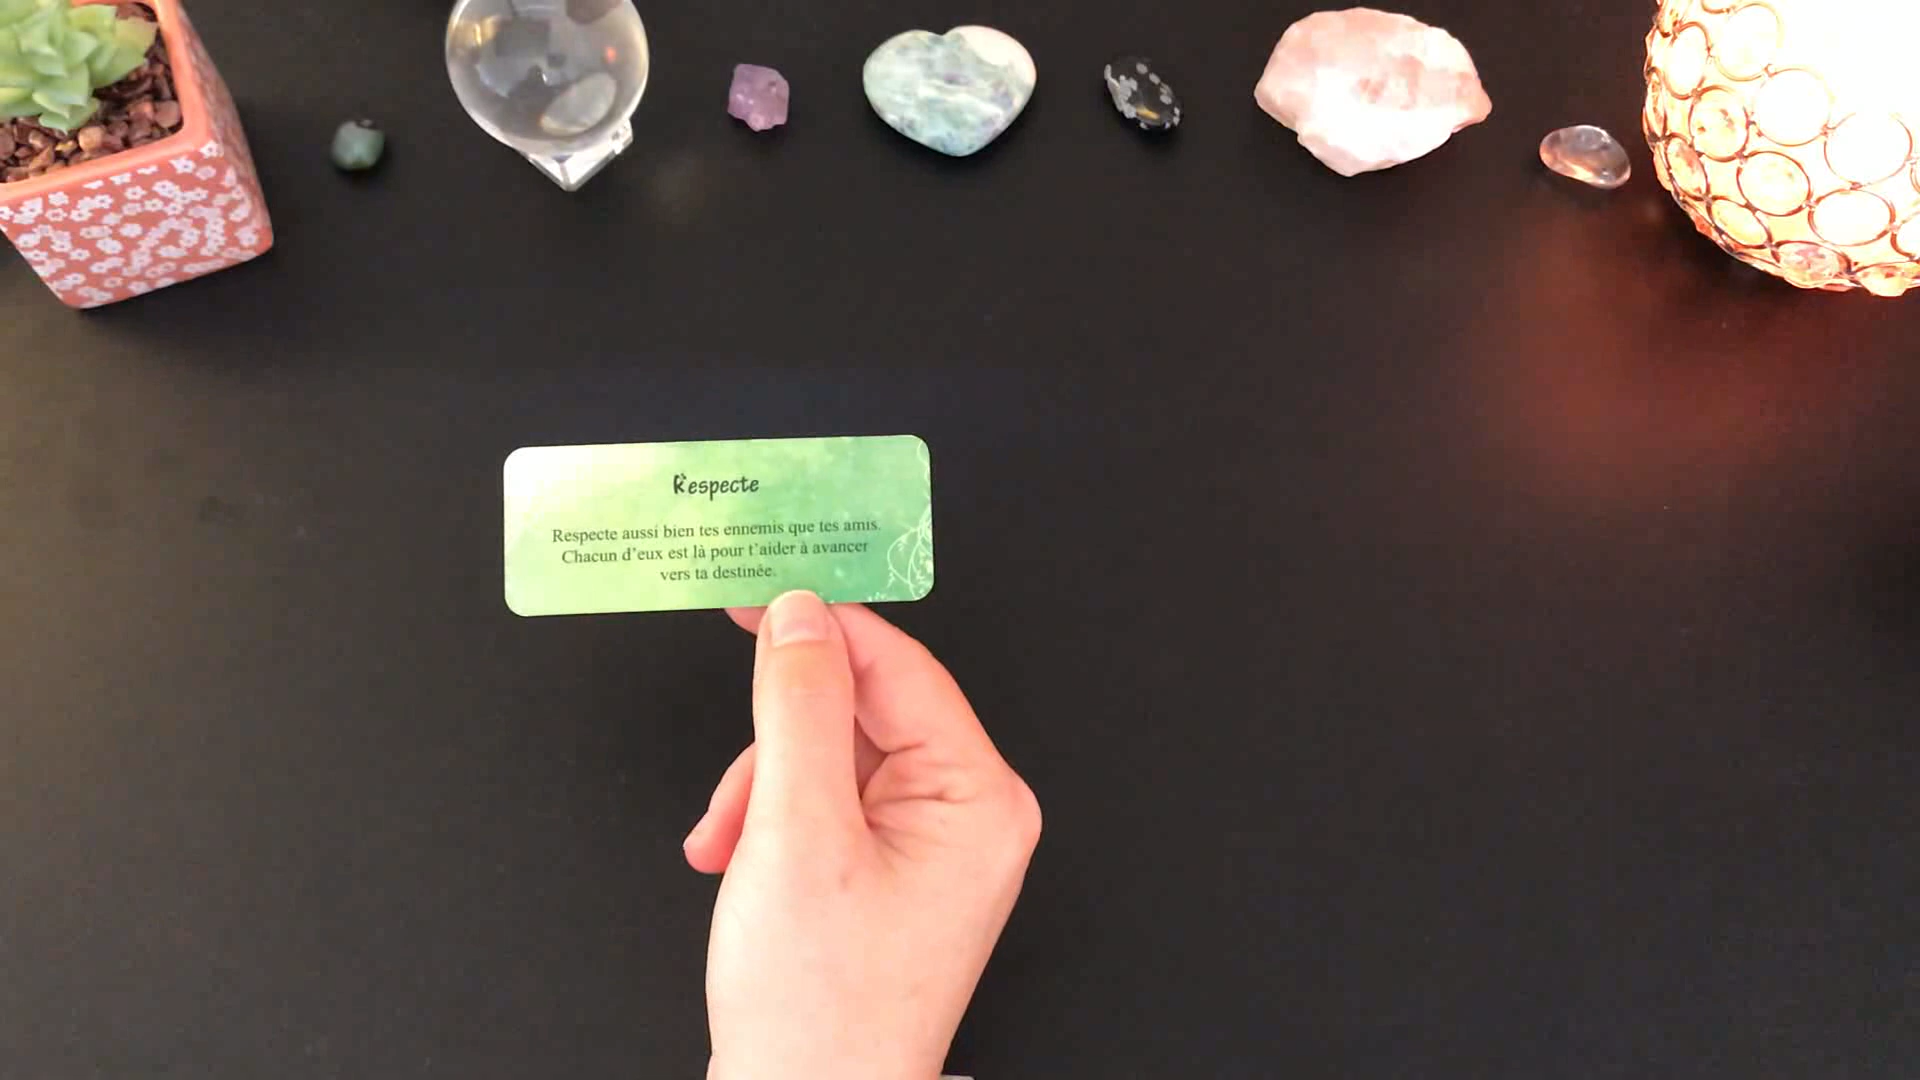 Respecte
Respecte aussi bien tes ennemis que tes amis.
Chacun d'eux est là pour t'aider à avancer
vers ta destinée.